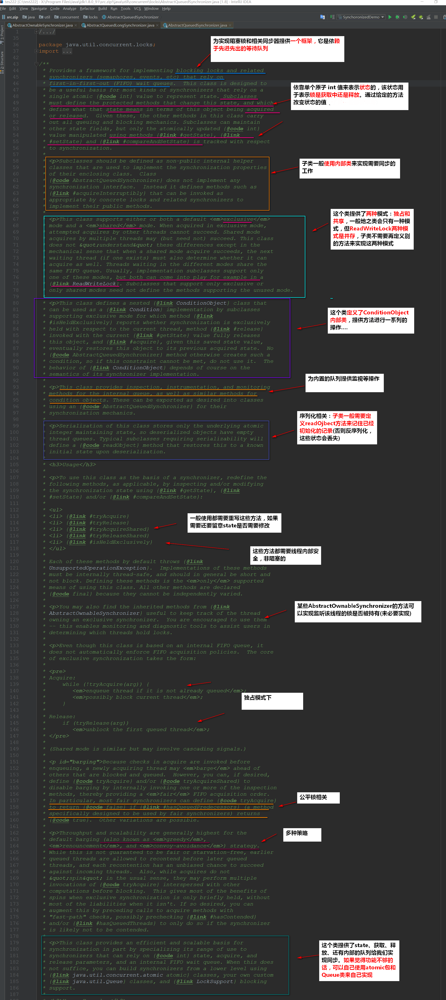 tes222 [C:\test222] - X:\Program Files\Java\jdk1.8.0_91\src.zip!\java\util\concurrent\locks\AbstractQueuedSynchronizer.java [1.8] - IntelliJ IDEA
File Edit View Navigate Code Analyze Refactor Build Run Tools VCS Window Help
src.zip java util concurrent locks AbstractQueuedSynchronizer SynchoronizedDemo
AbstractOwnableSynchronizer.java AbstractQueuedLongSynchronizer.java AbstractQueuedSynchronizer.java
1: Project
2: Structure
1 /.../
35
36 package java.util.concurrent.locks;
37 import ...
42
43 /**
44 * Provides a framework for implementing blocking locks and related
45 * synchronizers (semaphores, events, etc) that rely on
46 * first-in-first-out (FIFO) wait queues.  This class is designed to
47 * be a useful basis for most kinds of synchronizers that rely on a
48 * single atomic {@code int} value to represent state. Subclasses
49 * must define the protected methods that change this state, and which
50 * define what that state means in terms of this object being acquired
51 * or released.  Given these, the other methods in this class carry
52 * out all queuing and blocking mechanics. Subclasses can maintain
53 * other state fields, but only the atomically updated {@code int}
54 * value manipulated using methods {@link #getState}, {@link
55 * #setState} and {@link #compareAndSetState} is tracked with respect
56 * to synchronization.
57 *
58 * <p>Subclasses should be defined as non-public internal helper
59 * classes that are used to implement the synchronization properties
60 * of their enclosing class.  Class
61 * {@code AbstractQueuedSynchronizer} does not implement any
62 * synchronization interface.  Instead it defines methods such as
63 * {@link #acquireInterruptibly} that can be invoked as
64 * appropriate by concrete locks and related synchronizers to
65 * implement their public methods.
66 *
67 * <p>This class supports either or both a default <em>exclusive</em>
68 * mode and a <em>shared</em> mode. When acquired in exclusive mode,
69 * attempted acquires by other threads cannot succeed. Shared mode
70 * acquires by multiple threads may (but need not) succeed. This class
71 * does not &quot;understand&quot; these differences except in the
72 * mechanical sense that when a shared mode acquire succeeds, the next
73 * waiting thread (if one exists) must also determine whether it can
74 * acquire as well. Threads waiting in the different modes share the
75 * same FIFO queue. Usually, implementation subclasses support only
76 * one of these modes, but both can come into play for example in a
77 * {@link ReadWriteLock}. Subclasses that support only exclusive or
78 * only shared modes need not define the methods supporting the unused mode.
79 *
80 * <p>This class defines a nested {@link ConditionObject} class that
81 * can be used as a {@link Condition} implementation by subclasses
82 * supporting exclusive mode for which method {@link
83 * #isHeldExclusively} reports whether synchronization is exclusively
84 * held with respect to the current thread, method {@link #release}
85 * invoked with the current {@link #getState} value fully releases
86 * this object, and {@link #acquire}, given this saved state value,
87 * eventually restores this object to its previous acquired state.  No
88 * {@code AbstractQueuedSynchronizer} method otherwise creates such a
89 * condition, so if this constraint cannot be met, do not use it.  The
90 * behavior of {@link ConditionObject} depends of course on the
91 * semantics of its synchronizer implementation.
92 *
93 * <p>This class provides inspection, instrumentation, and monitoring
94 * methods for the internal queue, as well as similar methods for
95 * condition objects. These can be exported as desired into classes
96 * using an {@code AbstractQueuedSynchronizer} for their
97 * synchronization mechanics.
98 *
99 * <p>Serialization of this class stores only the underlying atomic
100 * integer maintaining state, so deserialized objects have empty
101 * thread queues. Typical subclasses requiring serializability will
102 * define a {@code readObject} method that restores this to a known
103 * initial state upon deserialization.
104 *
105 * <h3>Usage</h3>
106 *
107 * <p>To use this class as the basis of a synchronizer, redefine the
108 * following methods, as applicable, by inspecting and/or modifying
109 * the synchronization state using {@link #getState}, {@link
110 * #setState} and/or {@link #compareAndSetState}:
111 *
112 * <ul>
113 * <li> {@link #tryAcquire}
114 * <li> {@link #tryRelease}
115 * <li> {@link #tryAcquireShared}
116 * <li> {@link #tryReleaseShared}
117 * <li> {@link #isHeldExclusively}
118 * </ul>
119 *
120 * Each of these methods by default throws {@link
121 * UnsupportedOperationException}.  Implementations of these methods
122 * must be internally thread-safe, and should in general be short and
123 * not block. Defining these methods is the <em>only</em> supported
124 * means of using this class. All other methods are declared
125 * {@code final} because they cannot be independently varied.
126 *
127 * <p>You may also find the inherited methods from {@link
128 * AbstractOwnableSynchronizer} useful to keep track of the thread
129 * owning an exclusive synchronizer.  You are encouraged to use them
130 * -- this enables monitoring and diagnostic tools to assist users in
131 * determining which threads hold locks.
132 *
133 * <p>Even though this class is based on an internal FIFO queue, it
134 * does not automatically enforce FIFO acquisition policies.  The core
135 * of exclusive synchronization takes the form:
136 *
137 * <pre>
138 * Acquire:
139 *     while (!tryAcquire(arg)) {
140 *        <em>enqueue thread if it is not already queued</em>;
141 *        <em>possibly block current thread</em>;
142 *     }
143 *
144 * Release:
145 *     if (tryRelease(arg))
146 *        <em>unblock the first queued thread</em>;
147 * </pre>
148 *
149 * (Shared mode is similar but may involve cascading signals.)
150 *
151 * <p id="barging">Because checks in acquire are invoked before
152 * enqueuing, a newly acquiring thread may <em>barge</em> ahead of
153 * others that are blocked and queued.  However, you can, if desired,
154 * define {@code tryAcquire} and/or {@code tryAcquireShared} to
155 * disable barging by internally invoking one or more of the inspection
156 * methods, thereby providing a <em>fair</em> FIFO acquisition order.
157 * In particular, most fair synchronizers can define {@code tryAcquire}
158 * to return {@code false} if {@link #hasQueuedPredecessors} (a method
159 * specifically designed to be used by fair synchronizers) returns
160 * {@code true}.  Other variations are possible.
161 *
162 * <p>Throughput and scalability are generally highest for the
163 * default barging (also known as <em>greedy</em>,
164 * <em>renouncement</em>, and <em>convoy-avoidance</em>) strategy.
165 * While this is not guaranteed to be fair or starvation-free, earlier
166 * queued threads are allowed to recontend before later queued
167 * threads, and each recontention has an unbiased chance to succeed
168 * against incoming threads.  Also, while acquires do not
169 * &quot;spin&quot; in the usual sense, they may perform multiple
170 * invocations of {@code tryAcquire} interspersed with other
171 * computations before blocking.  This gives most of the benefits of
172 * spins when exclusive synchronization is only briefly held, without
173 * most of the liabilities when it isn't. If so desired, you can
174 * augment this by preceding calls to acquire methods with
175 * "fast-path" checks, possibly prechecking {@link #hasContended}
176 * and/or {@link #hasQueuedThreads} to only do so if the synchronizer
177 * is likely not to be contended.
178 *
179 * <p>This class provides an efficient and scalable basis for
180 * synchronization in part by specializing its range of use to
181 * synchronizers that can rely on {@code int} state, acquire, and
182 * release parameters, and an internal FIFO wait queue. When this does
183 * not suffice, you can build synchronizers from a lower level using
184 * {@link java.util.concurrent.atomic atomic} classes, your own custom
185 * {@link java.util.Queue} classes, and {@link LockSupport} blocking
186 * support.
187 *
为实现阻塞锁和相关同步器提供一个框架，它是依赖
于先进先出的等待队列
依靠单个原子 int 值来表示状态的，该状态用
于表示锁是获取中还是释放。通过给定的方法
改变状态的值 、
子类一般使用内部类来实现需要同步的
工作
这个类提供了两种模式：独占和
共享，一般地之类会只有一种模
式，但ReadWriteLock两种模
式是并存，子类不需要再定义别
的方法来实现这两种模式
这个类定义了ConditionObject
内部类，提供方法进行一系列的
操作....
为内置的队列提供监视等操作
序列化相关：子类一般需要定
义readOjbect方法来记住已经
初始化的记录(否则反序列化，
这些状态会丢失)
一般使用都需要重写这些方法，如果
需要还要留意state是否需要修改
这些方法都需要线程内部安
全，非阻塞的
某些AbstractOwnableSynchronizer的方法可
以实现监听该线程的锁是否被持有(未必要实现)
独占模式下
公平锁相关
多种策略
这个类提供了state、获取、释
放、还有内部的队列给我们实
现同步。如果觉得功能不够的
话，可以自己使用atomic包和
Queue类来自己实现